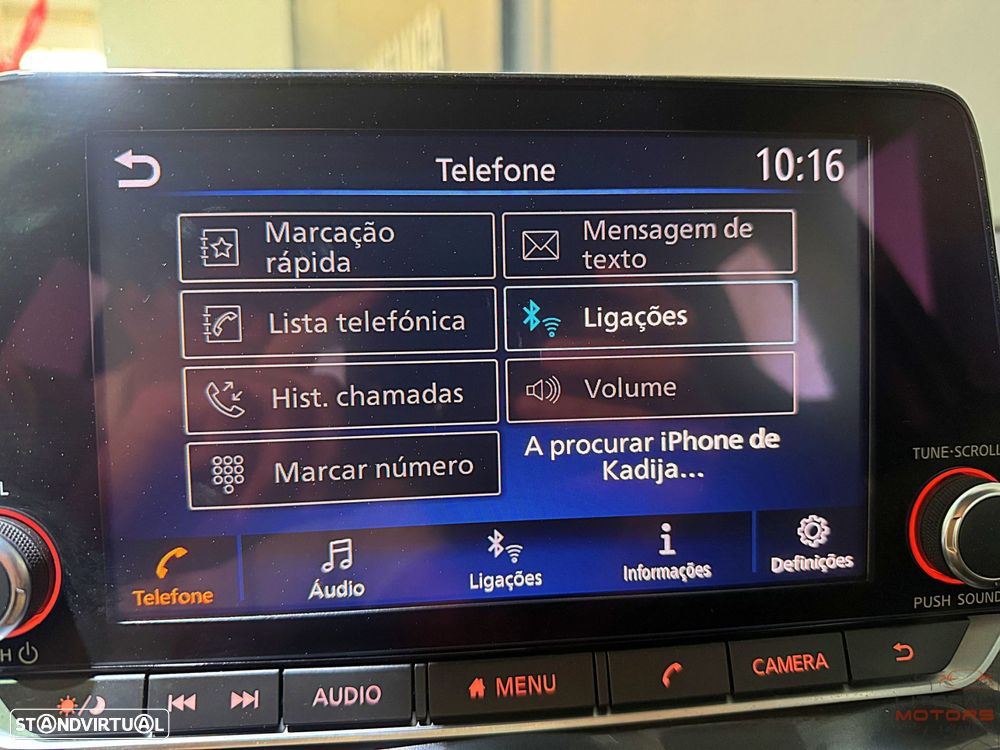 Telefone
10:16
Marcação
rápida
Mensagem de
texto
Lista telefónica
Ligações
Hist. chamadas
Volume
Marcar número
A procurar iPhone de
Kadija...
Telefone
Áudio
Ligações
Informações
Definições
TUNE·SCROLL
PUSH SOUND
L
H
AUDIO
MENU
CAMERA
STANDVIRTUAL
MOTORS